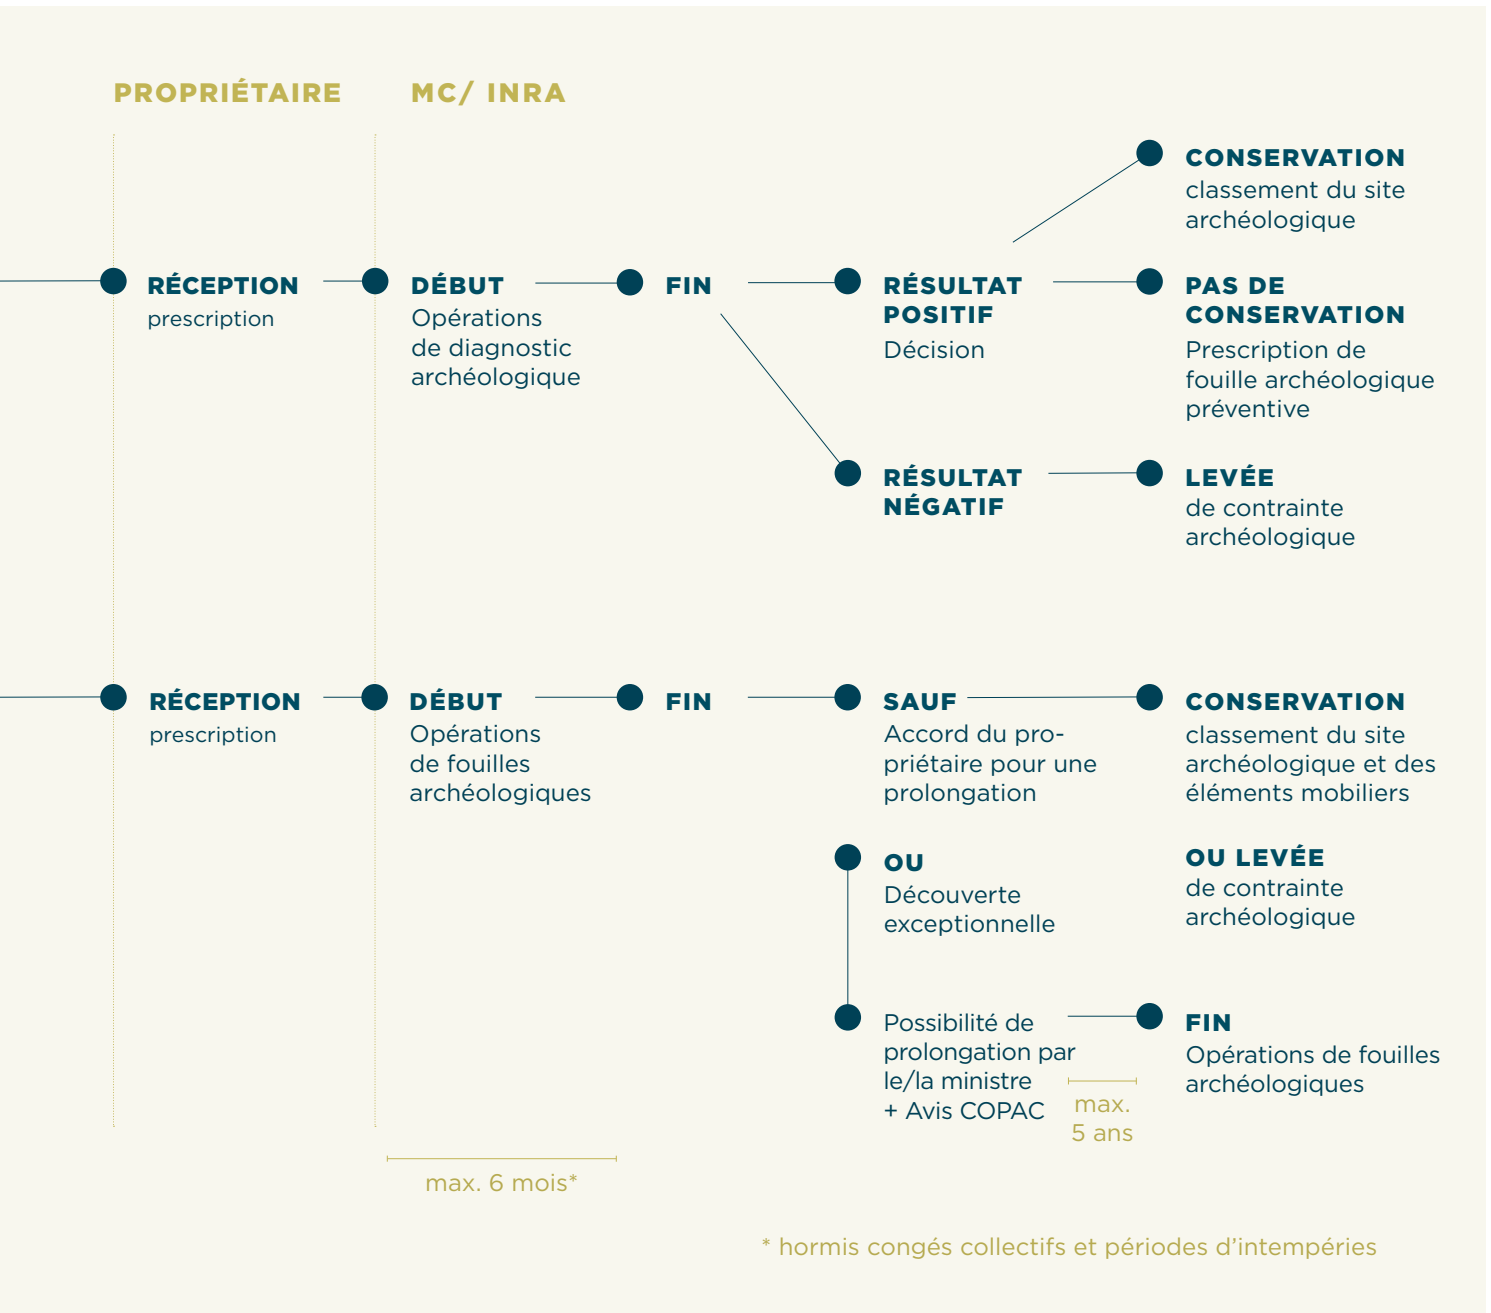 PROPRIÉTAIRE
MC/ INRA
RÉCEPTION
prescription
DÉBUT
Opérations
de diagnostic
archéologique
FIN
RÉSULTAT
POSITIF
Décision
CONSERVATION
classement du site
archéologique
PAS DE
CONSERVATION
Prescription de
fouille archéologique
préventive
RÉSULTAT
NÉGATIF
LEVÉE
de contrainte
archéologique
RÉCEPTION
prescription
DÉBUT
Opérations
de fouilles
archéologiques
FIN
SAUF
Accord du pro-
priétaire pour une
prolongation
CONSERVATION
classement du site
archéologique et des
éléments mobiliers
OU
Découverte
exceptionnelle
OU LEVÉE
de contrainte
archéologique
Possibilité de
prolongation par
le/la ministre
+ Avis COPAC
max.
5 ans
FIN
Opérations de fouilles
archéologiques
max. 6 mois*
* hormis congés collectifs et périodes d'intempéries